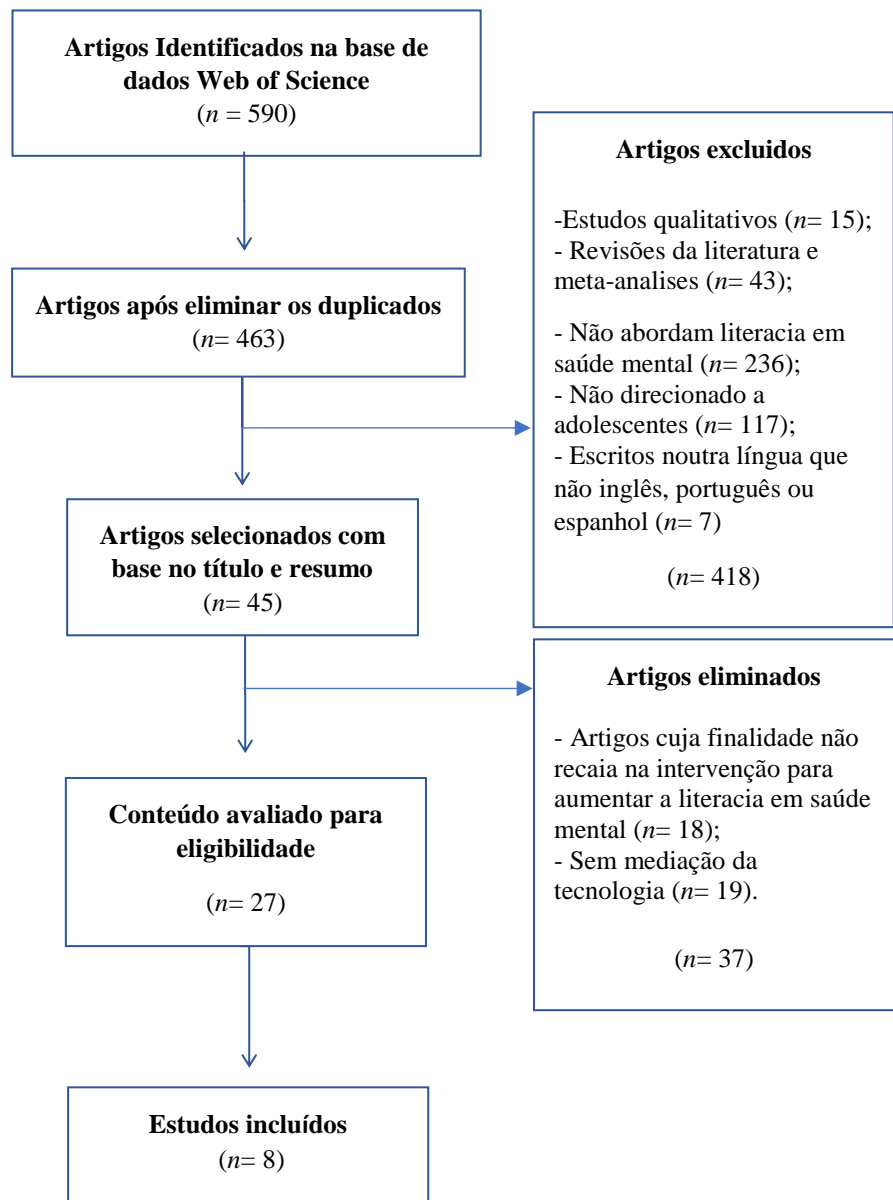 Artigos Identificados na base de
dados Web of Science
(n = 590)
Artigos após eliminar os duplicados
(n= 463)
Artigos excluidos
-Estudos qualitativos (n= 15);
- Revisões da literatura e
meta-analises (n= 43);
- Não abordam literacia em
saúde mental (n= 236);
- Não direcionado a
adolescentes (n= 117);
- Escritos noutra língua que
não inglês, português ou
espanhol (n= 7)
(n= 418)
Artigos selecionados com
base no título e resumo
(n= 45)
Artigos eliminados
- Artigos cuja finalidade não
recaia na intervenção para
aumentar a literacia em saúde
mental (n= 18);
- Sem mediação da
tecnologia (n= 19).
(n= 37)
Conteúdo avaliado para
eligibilidade
(n= 27)
Estudos incluídos
(n= 8)